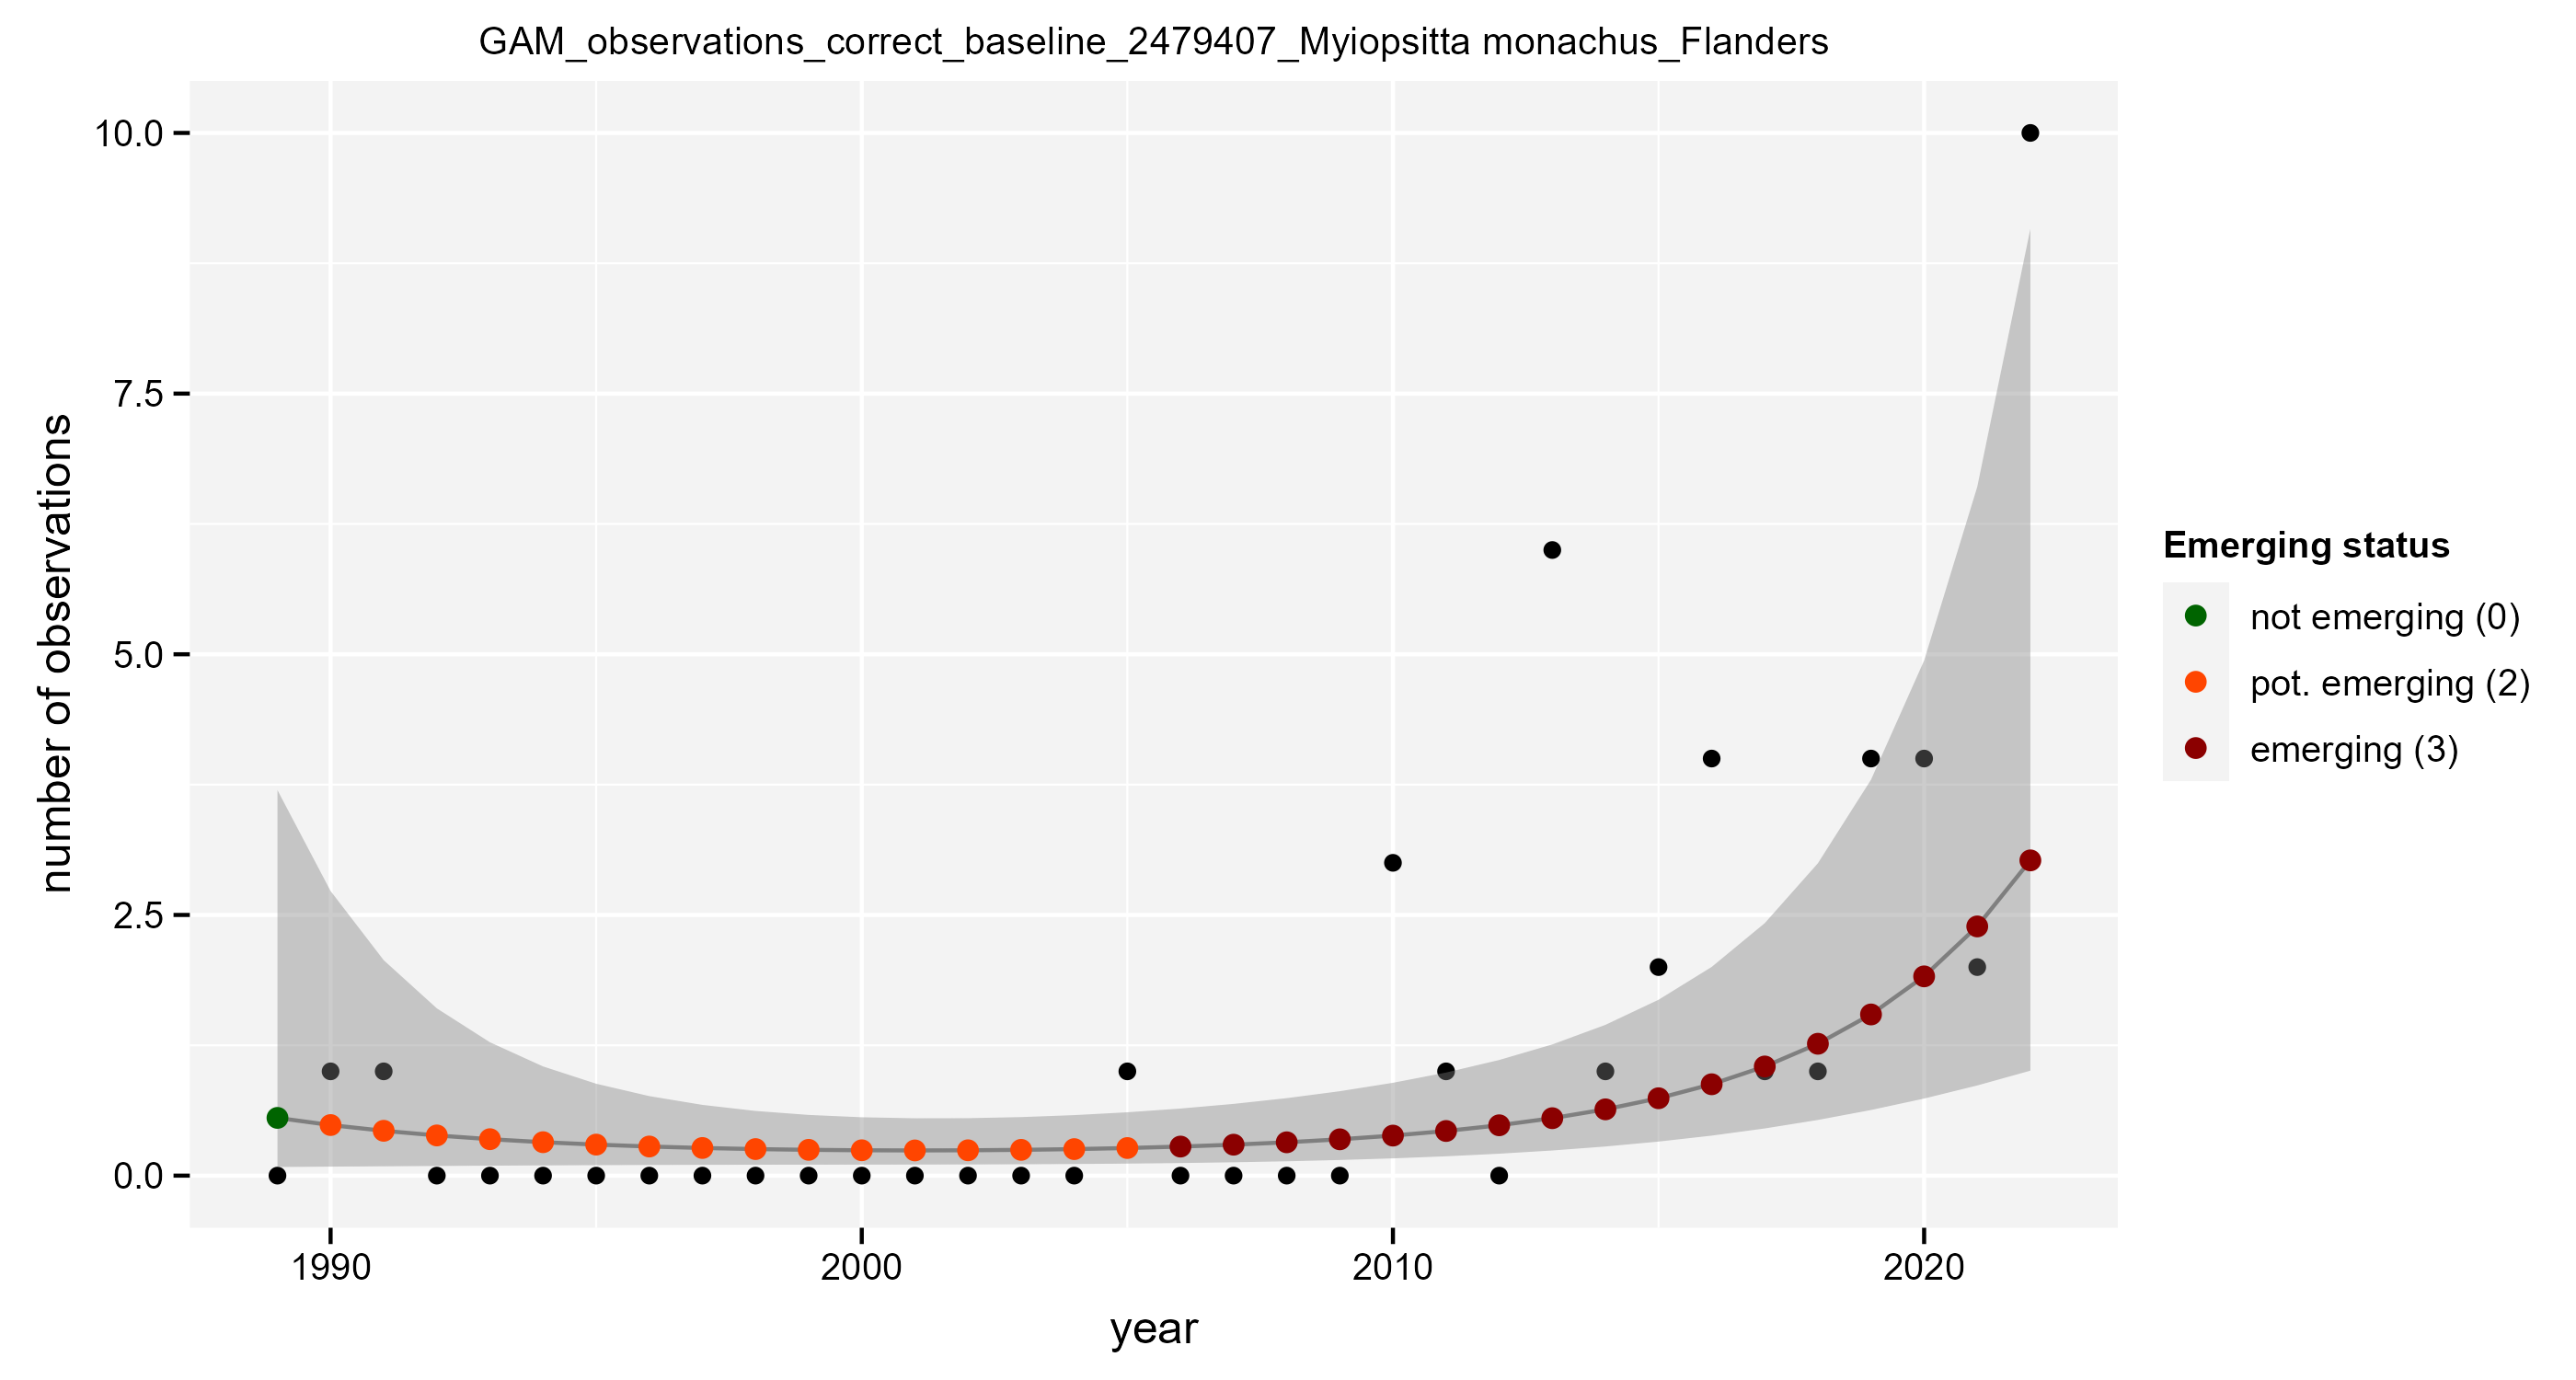 GAM_observations_correct_baseline_2479407_Myiopsitta monachus_Flanders
10.0
7.5
5.0
2.5
0.0
number of observations
1990
2000
2010
2020
year
Emerging status
not emerging (0)
pot. emerging (2)
emerging (3)